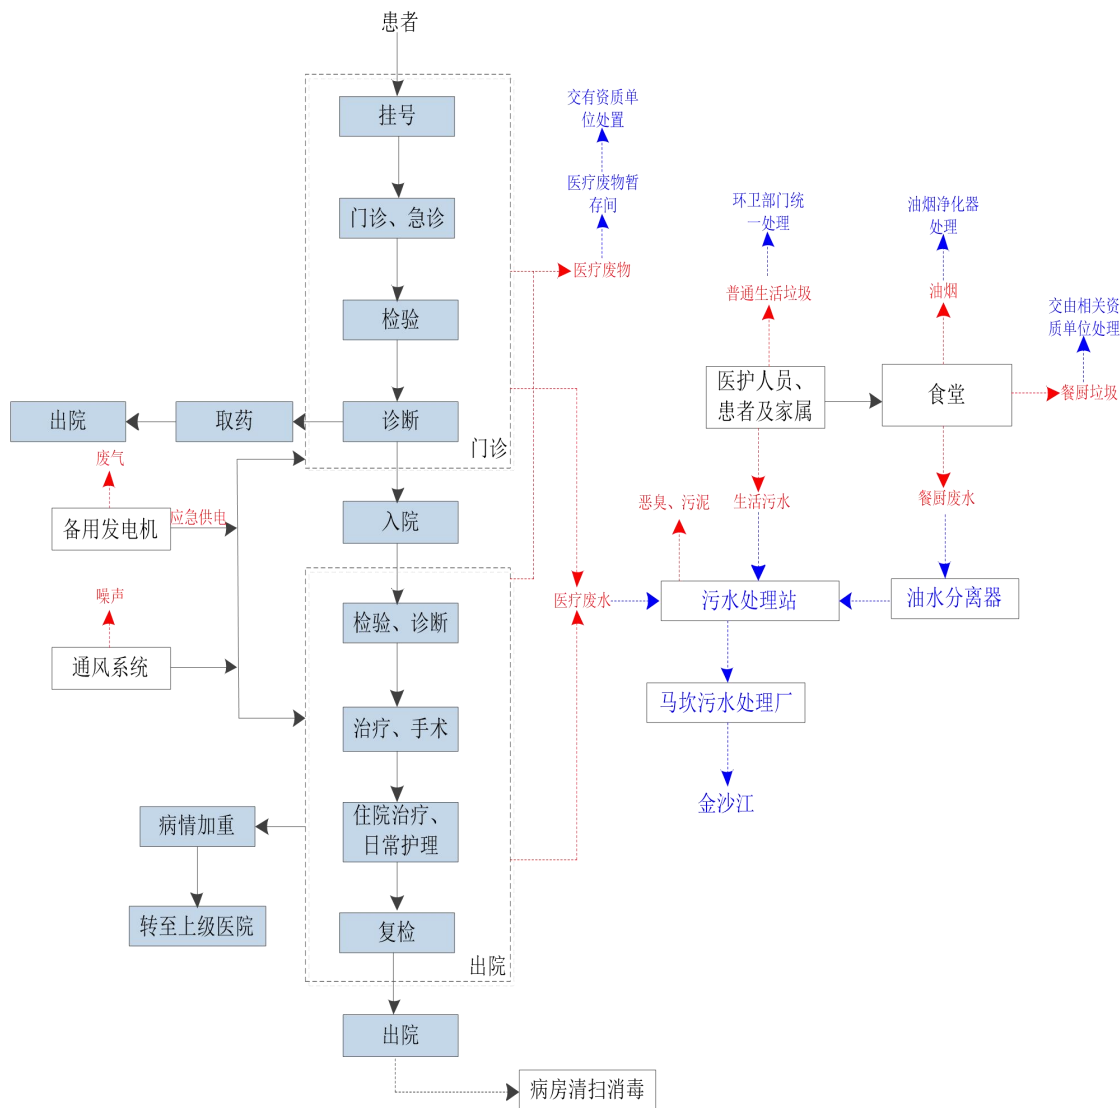 患者
挂号
门诊、急诊
检验
诊断
门诊
取药
出院
入院
检验、诊断
治疗、手术
住院治疗、
日常护理
复检
出院
出院
病房清扫消毒
病情加重
转至上级医院
废气
备用发电机
应急供电
噪声
通风系统
交有资质单
位处置
医疗废物暂
存间
医疗废物
医疗废水
环卫部门统
一处理
普通生活垃圾
医护人员、
患者及家属
生活污水
恶臭、污泥
污水处理站
马坎污水处理厂
金沙江
油烟净化器
处理
油烟
食堂
交由相关资
质单位处理
餐厨垃圾
餐厨废水
油水分离器